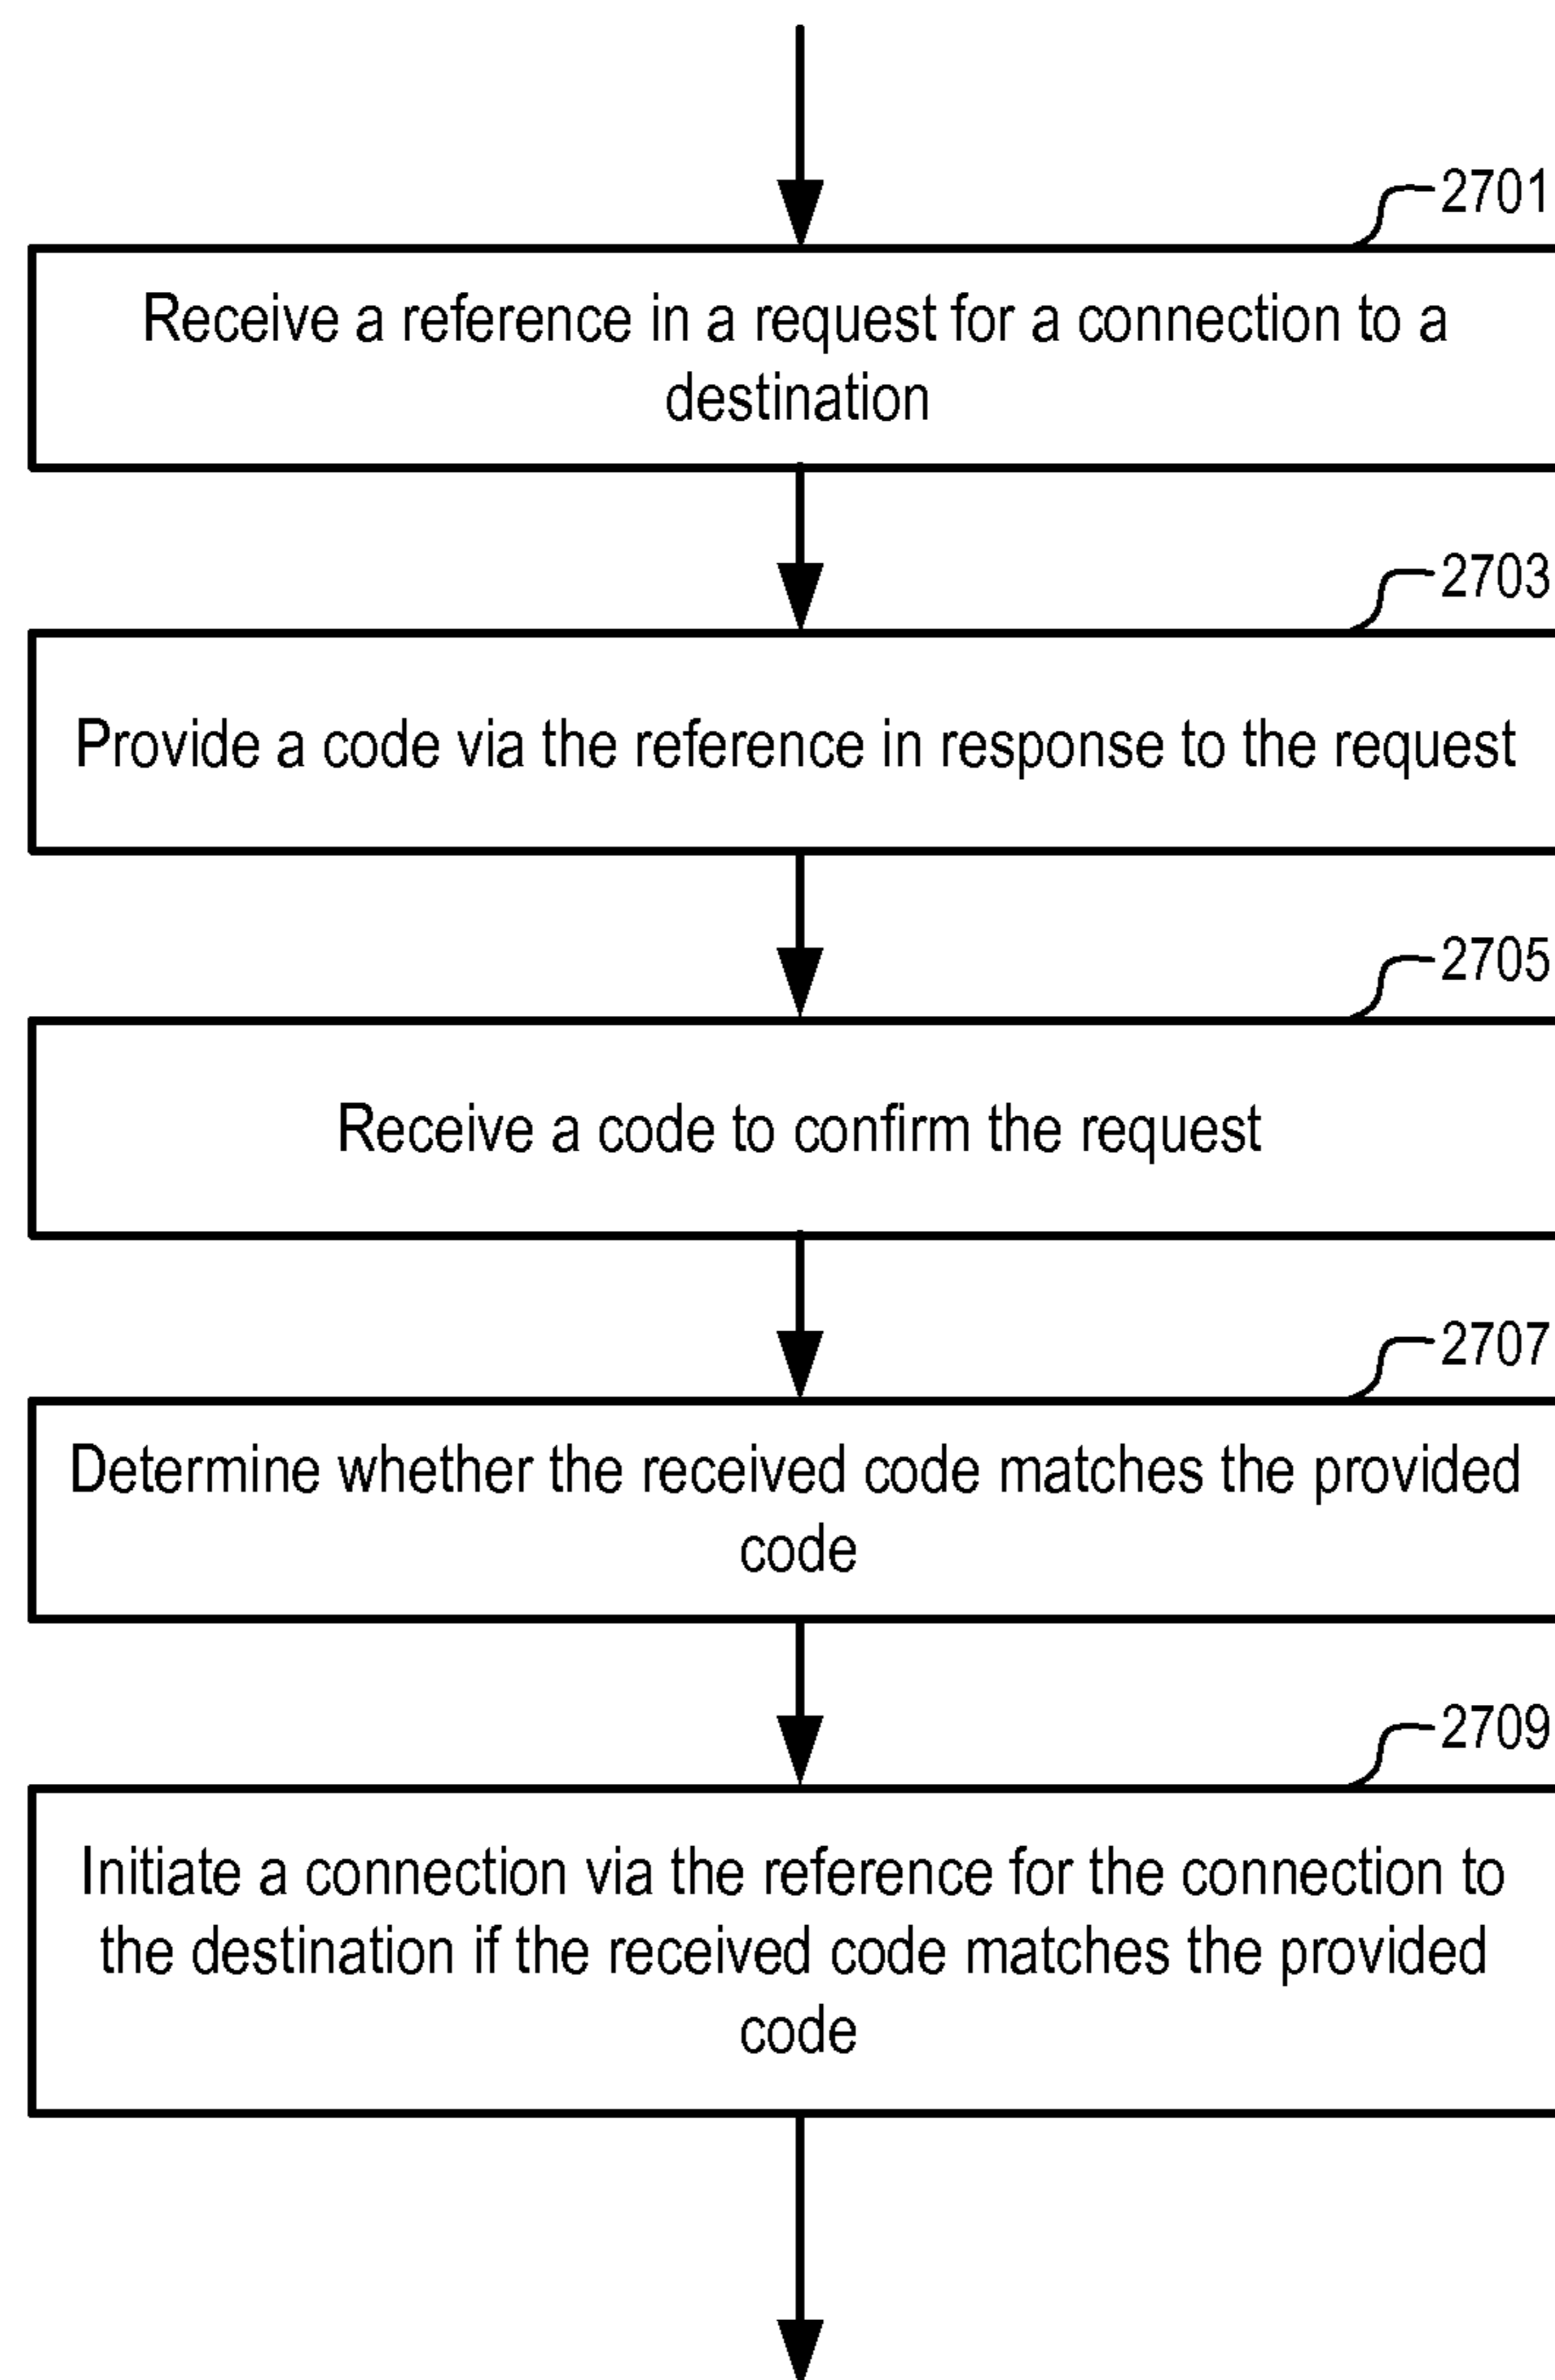 2701
Receive a reference in a request for a connection to a
destination
2703
Provide a code via the reference in response to the request
2705
Receive a code to confirm the request
2707
Determine whether the received code matches the provided
code
2709
Initiate a connection via the reference for the connection to
the destination if the received code matches the provided
code